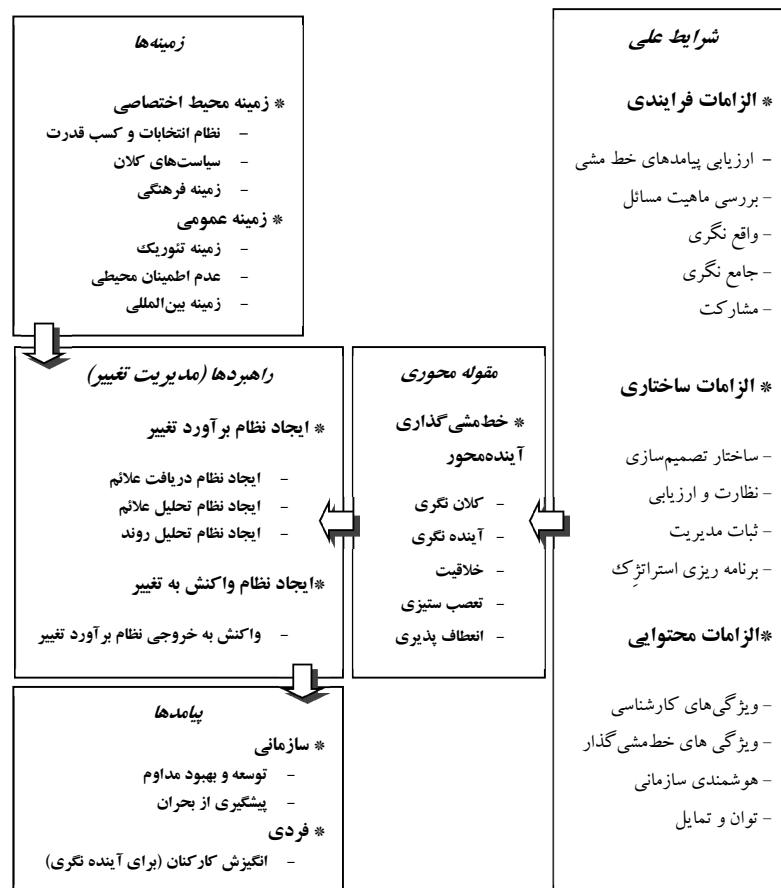 شرایط علی
* الزامات فرایندی
- ارزیابی پیامدهای خط مشی
- بررسی ماهیت مسائل
- واقع نگری
- جامع نگری
- مشارکت
* الزامات ساختاری
- ساختار تصمیم‌سازی
- نظارت و ارزیابی
- ثبات مدیریت
- برنامه ریزی استراتژِک
*الزامات محتوایی
- ویژگی‌های کارشناسی
- ویژگی های خط‌مشی‌گذار
- هوشمندی سازمانی
- توان و تمایل
مقوله محوری
* خط‌مشی‌گذاری
آینده‌محور
- کلان نگری
- آینده نگری
- خلاقیت
- تعصب ستیزی
- انعطاف پذیری
زمینه‌ها
* زمینه محیط اختصاصی
- نظام انتخابات و کسب قدرت
- سیاست‌های کلان
- زمینه فرهنگی
* زمینه عمومی
- زمینه تئوریک
- عدم اطمینان محیطی
- زمینه بین‌المللی
راهبردها (مدیریت تغییر)
* ایجاد نظام برآورد تغییر
- ایجاد نظام دریافت علائم
- ایجاد نظام تحلیل علائم
- ایجاد نظام تحلیل روند
*ایجاد نظام واکنش به تغییر
- واکنش به خروجی نظام برآورد تغییر
پیامدها
* سازمانی
- توسعه و بهبود مداوم
- پیشگیری از بحران
* فردی
- انگیزش کارکنان (برای آینده نگری)